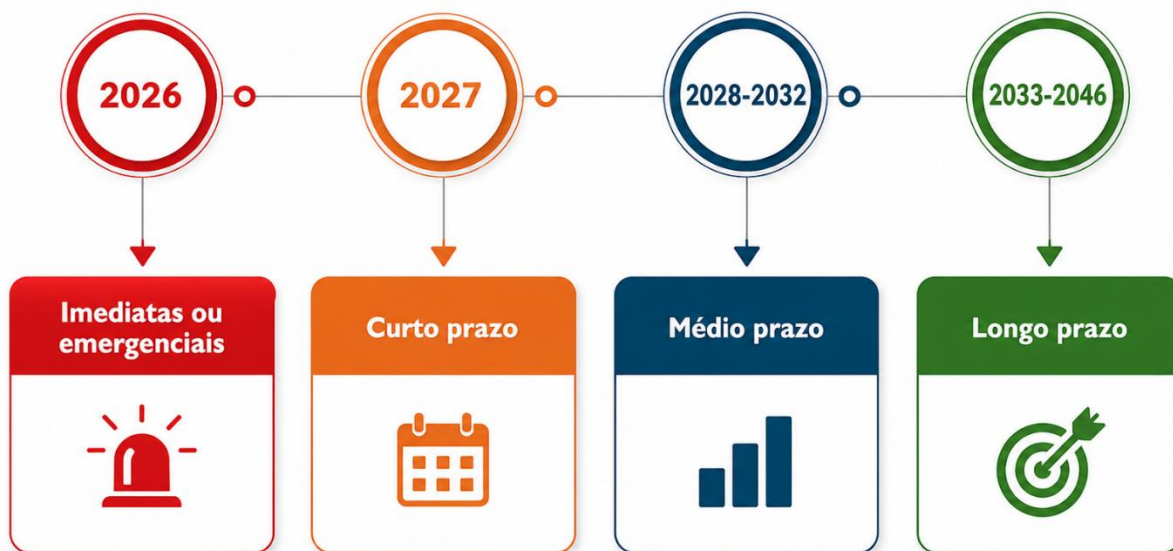 2026
2027
2028-2032
2033-2046
Imediatas ou
emergenciais
Curto prazo
Médio prazo
Longo prazo